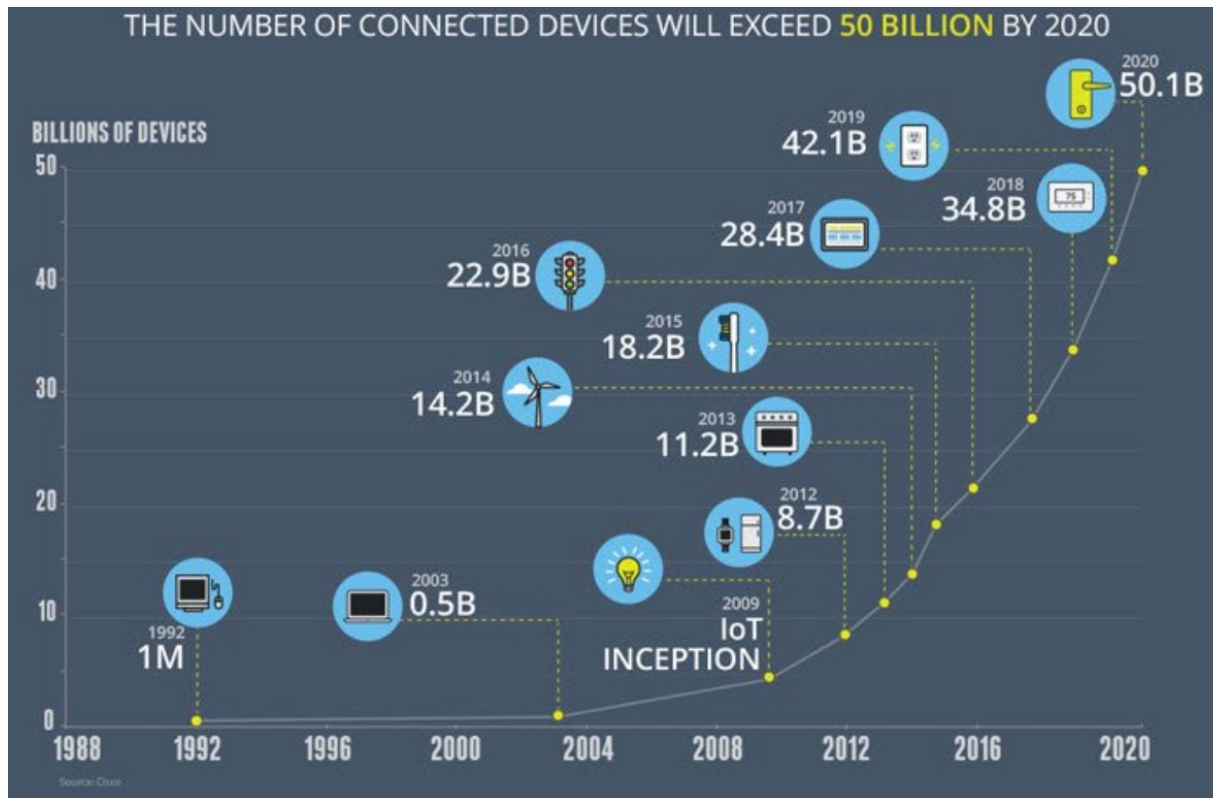 THE NUMBER OF CONNECTED DEVICES WILL EXCEED 50 BILLION BY 2020
BILLIONS OF DEVICES
50
40
30
20
10
0
1992
1M
2003
0.5B
2009
IoT
INCEPTION
2012
8.7B
2013
11.2B
2014
14.2B
2015
18.2B
2016
22.9B
2017
28.4B
2018
34.8B
75
2019
42.1B
2020
50.1B
1988 1992 1996 2000 2004 2008 2012 2016 2020
Source: Cisco